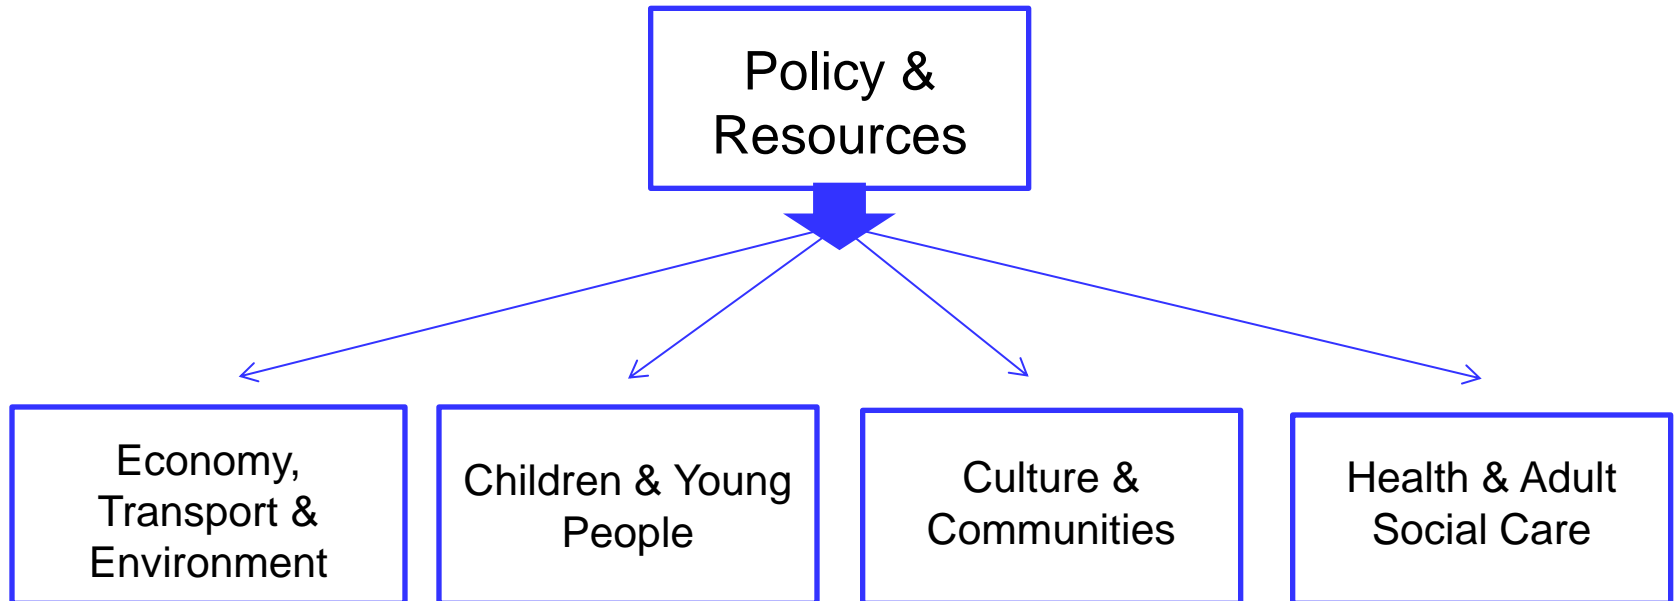 Policy &
Resources
Economy,
Transport &
Environment
Children & Young
People
Culture &
Communities
Health & Adult
Social Care